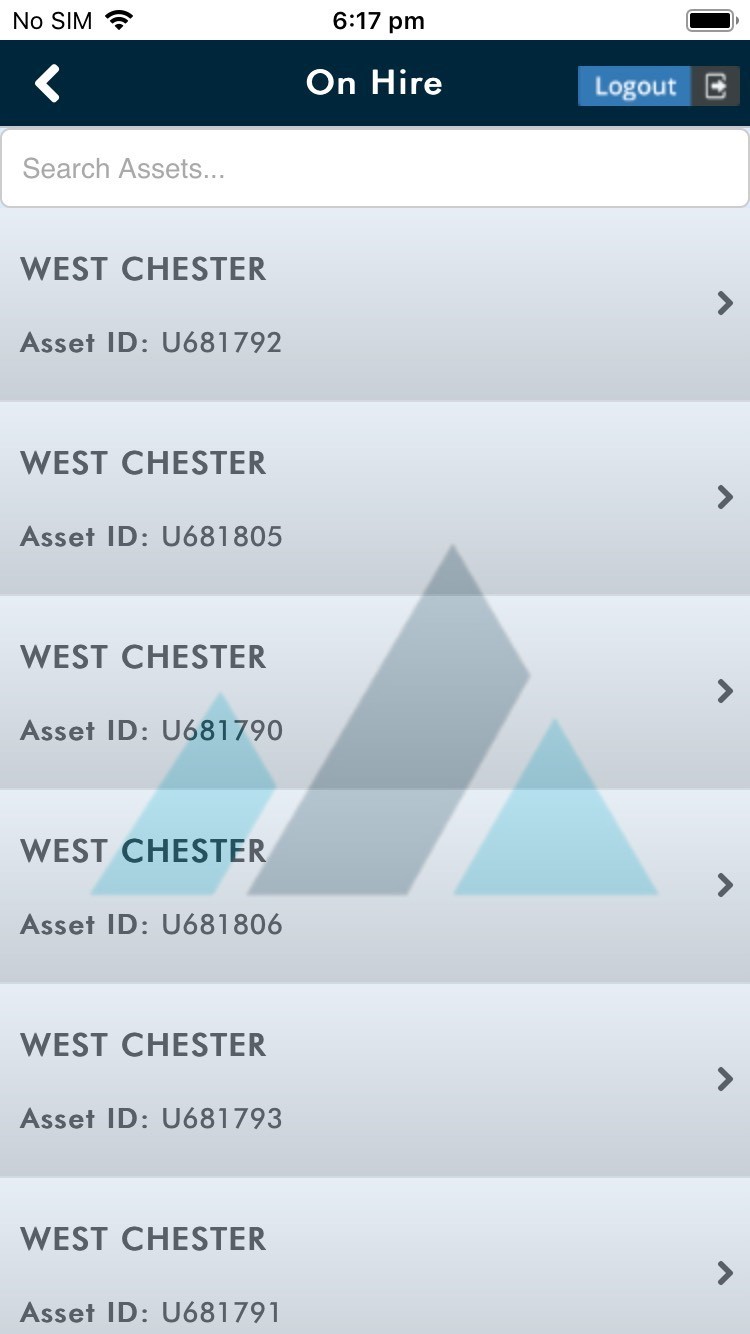 No SIM 6:17 pm
On Hire
Logout
Search Assets...
WEST CHESTER
Asset ID: U681792
WEST CHESTER
Asset ID: U681805
WEST CHESTER
Asset ID: U681790
WEST CHESTER
Asset ID: U681806
WEST CHESTER
Asset ID: U681793
WEST CHESTER
Asset ID: U681791